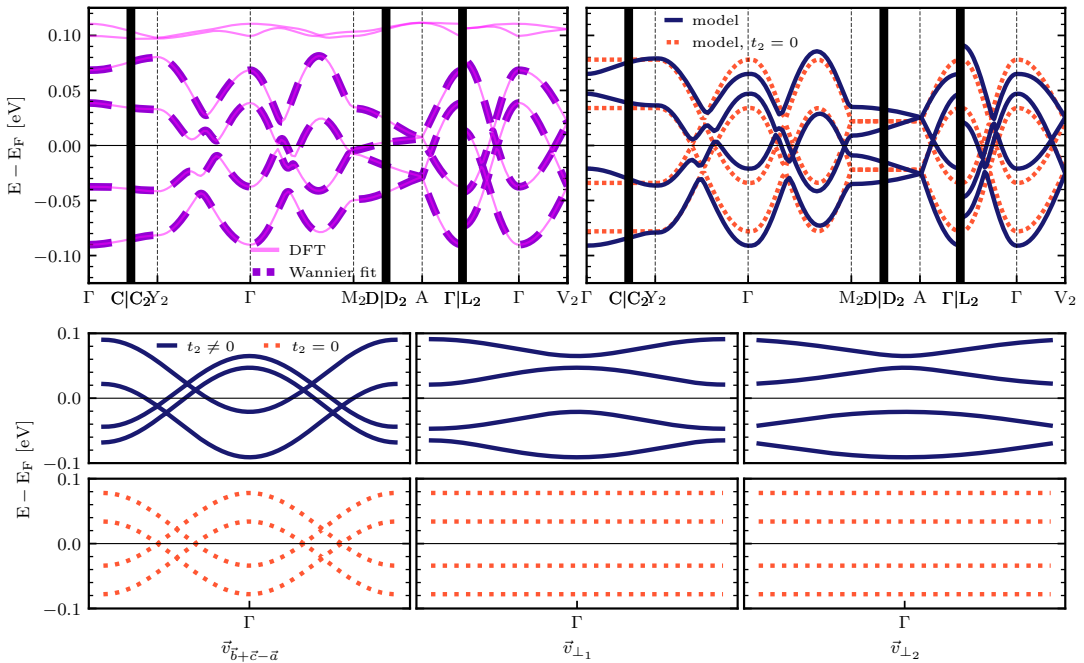 E − E_F [eV]
0.10
0.05
0.00
−0.05
−0.10
DFT
Wannier fit
Γ C|C₂ Y₂ Γ M₂ D|D₂ A Γ|L₂ Γ V₂
model
model, t₂ = 0
Γ C|C₂ Y₂ Γ M₂ D|D₂ A Γ|L₂ Γ V₂
E − E_F [eV]
0.1
0.0
−0.1
t₂ ≠ 0
t₂ = 0
0.1
0.0
−0.1
Γ Γ Γ
v⃗_{b⃗+c⃗−a⃗} v⃗_{⊥₁} v⃗_{⊥₂}